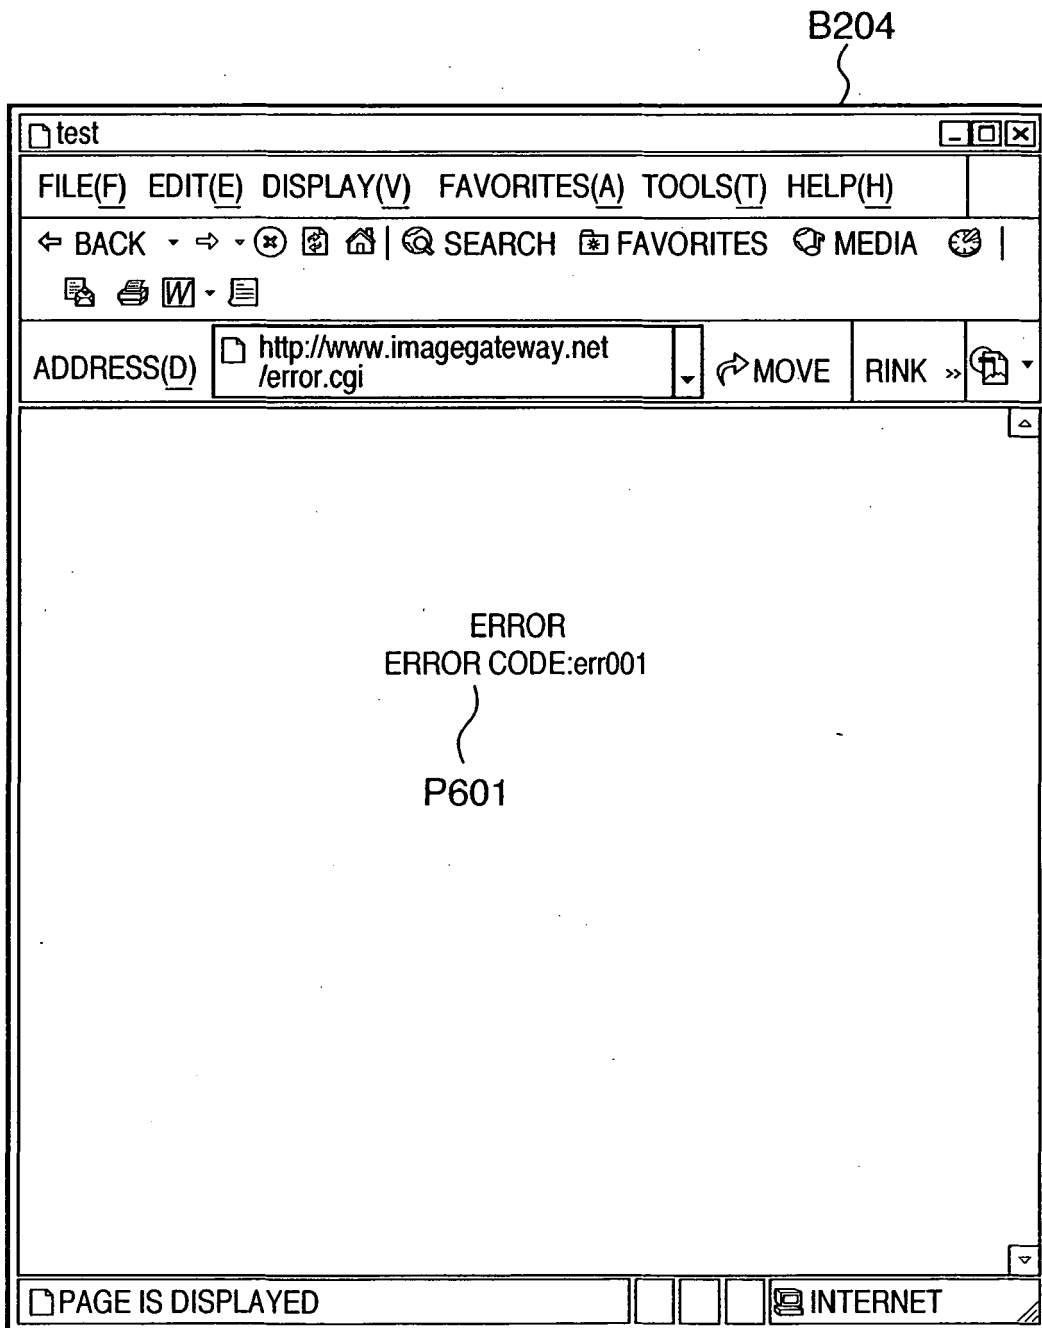 B204
test
FILE(F) EDIT(E) DISPLAY(V) FAVORITES(A) TOOLS(T) HELP(H)
BACK SEARCH FAVORITES MEDIA
W
ADDRESS(D) http://www.imagegateway.net
/error.cgi
MOVE RINK »
ERROR
ERROR CODE:err001
P601
PAGE IS DISPLAYED INTERNET